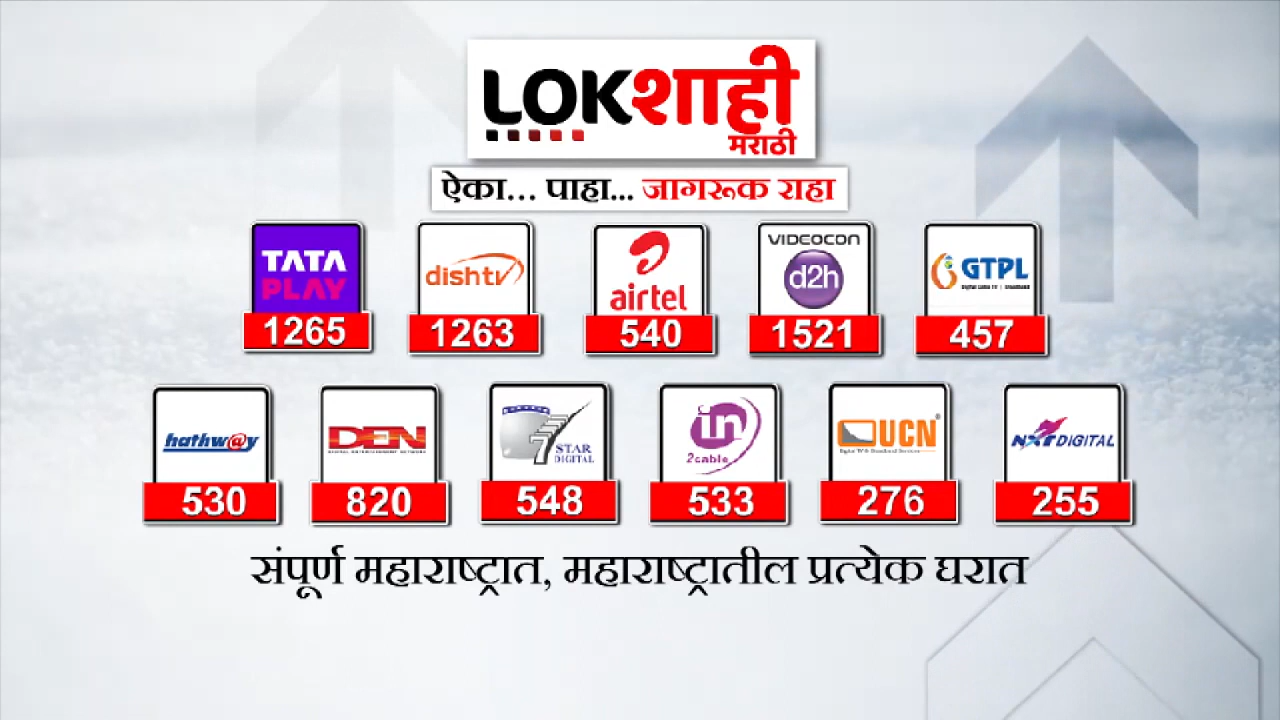 LOKशाही
मराठी
ऐका... पाहा... जागरूक राहा
TATA PLAY
dishtv
airtel
VIDEOCON d2h
GTPL
1265 1263 540 1521 457
hathw@y
DEN
7 STAR DIGITAL
in 2cable
UCN
NXT DIGITAL
530 820 548 533 276 255
संपूर्ण महाराष्ट्रात, महाराष्ट्रातील प्रत्येक घरात